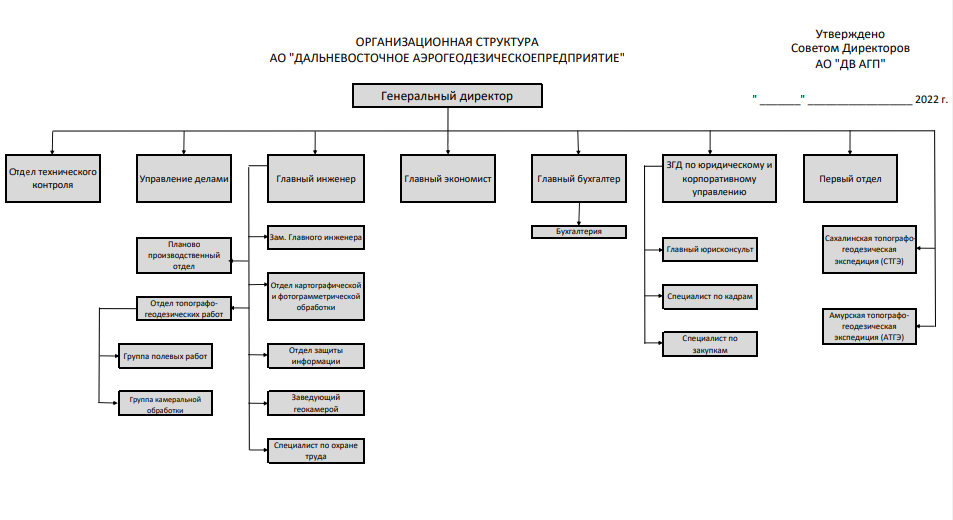 ОРГАНИЗАЦИОННАЯ СТРУКТУРА
АО "ДАЛЬНЕВОСТОЧНОЕ АЭРОГЕОДЕЗИЧЕСКОЕПРЕДПРИЯТИЕ"
Утверждено
Советом Директоров
АО "ДВ АГП"
" _______" __________________ 2022 г.
Генеральный директор
Отдел технического
контроля
Управление делами
Главный инженер
Главный экономист
Главный бухгалтер
ЗГД по юридическому и
корпоративному
управлению
Первый отдел
Планово
производственный
отдел
Отдел топографо-
геодезических работ
Группа полевых работ
Группа камеральной
обработки
Зам. Главного инженера
Отдел картографической
и фотограмметрической
обработки
Отдел защиты
информации
Заведующий
геокамерой
Специалист по охране
труда
Бухгалтерия
Главный юрисконсульт
Специалист по кадрам
Специалист по
закупкам
Сахалинская топографо-
геодезическая
экспедиция (СТГЭ)
Амурская топографо-
геодезическая
экспедиция (АТГЭ)